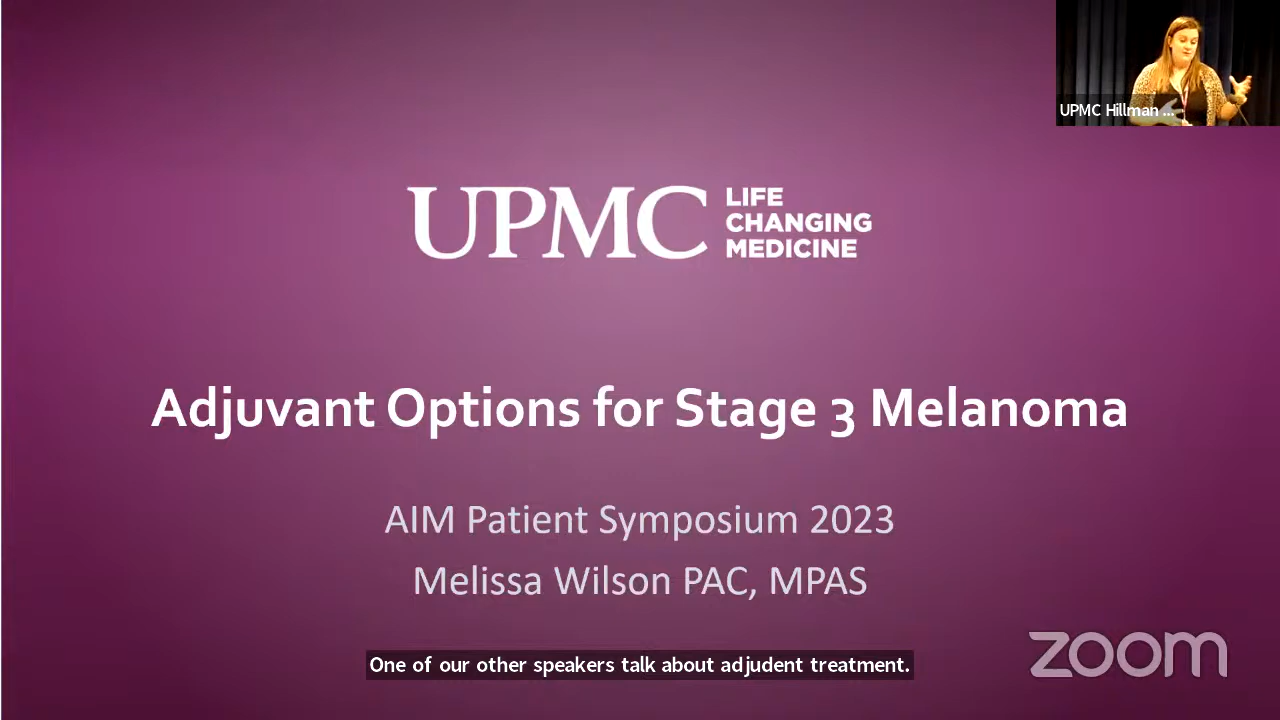 UPMC Hillman ...
UPMC
LIFE
CHANGING
MEDICINE
Adjuvant Options for Stage 3 Melanoma
AIM Patient Symposium 2023
Melissa Wilson PAC, MPAS
One of our other speakers talk about adjudent treatment.
zoom